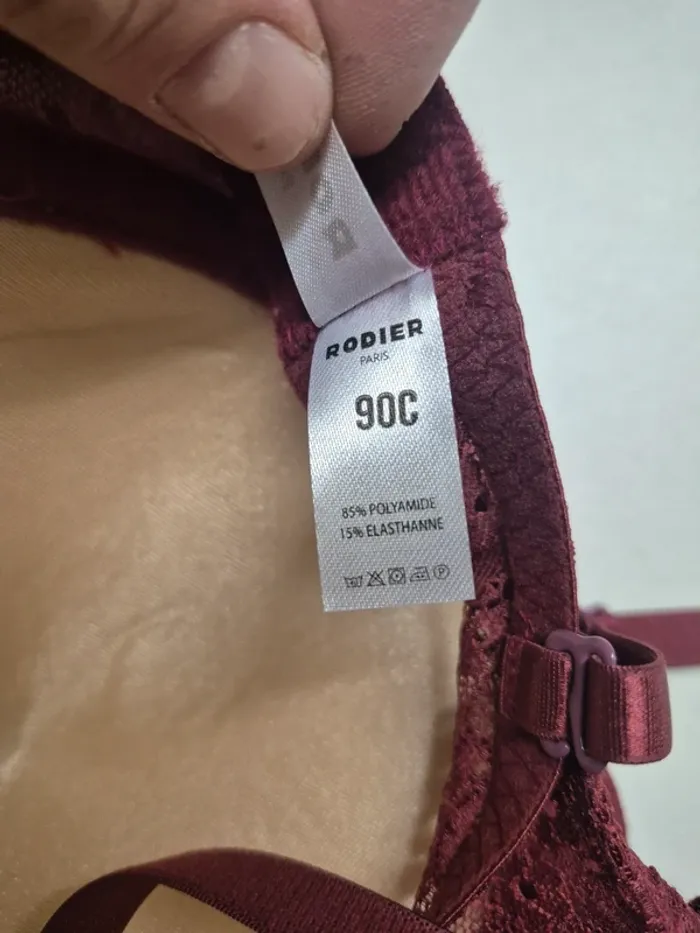 RODIER
PARIS
90C
85% POLYAMIDE
15% ELASTHANNE